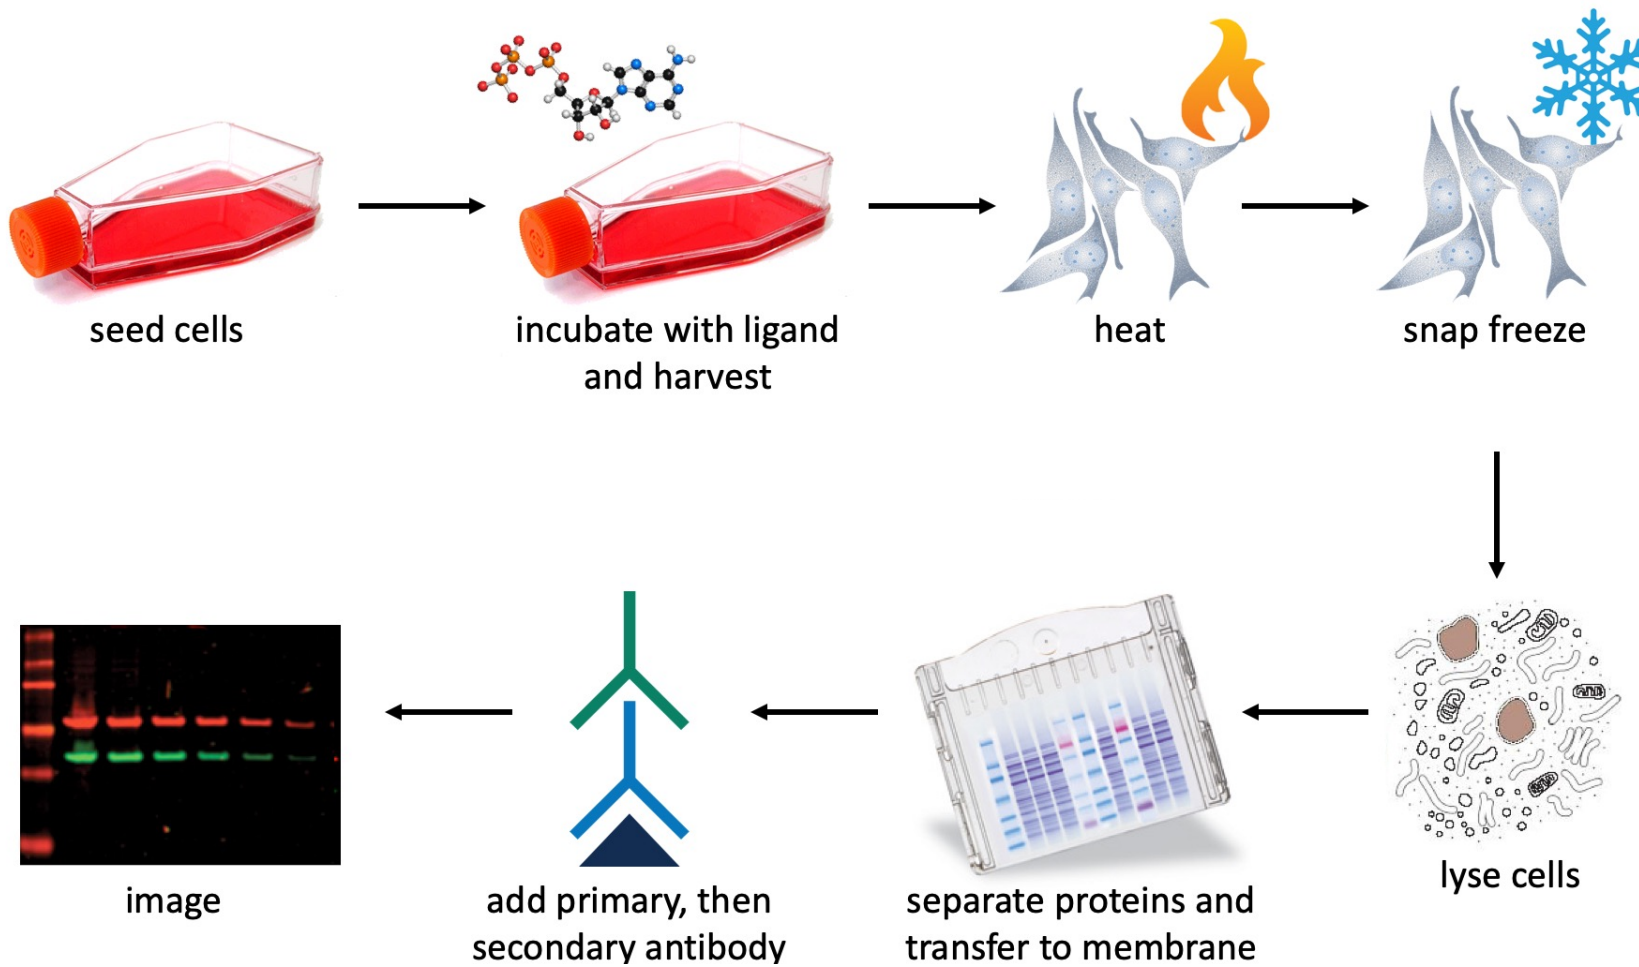 seed cells
incubate with ligand
and harvest
heat
snap freeze
lyse cells
separate proteins and
transfer to membrane
add primary, then
secondary antibody
image